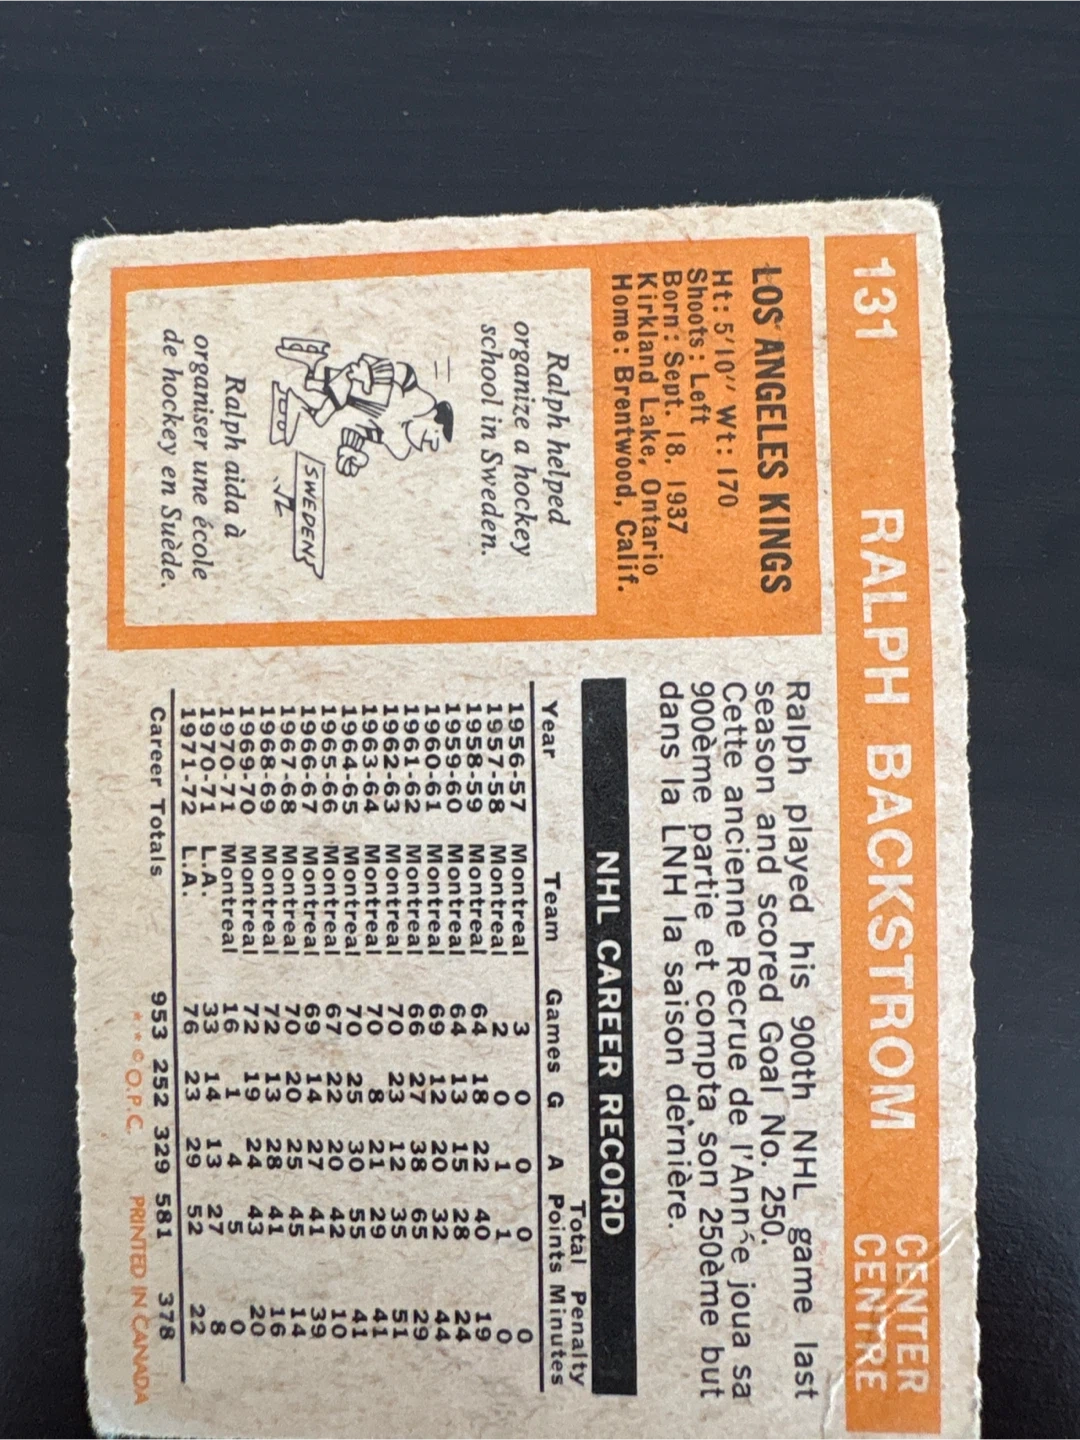 131 RALPH BACKSTROM CENTER
CENTRE
LOS ANGELES KINGS
Ht: 5'10" Wt: 170
Shoots: Left
Born: Sept. 18, 1937
Kirkland Lake, Ontario
Home: Brentwood, Calif.
Ralph helped
organize a hockey
school in Sweden.
SWEDEN
Ralph aida à
organiser une école
de hockey en Suède.
Ralph played his 900th NHL game last
season and scored Goal No. 250.
Cette ancienne Recrue de l'Année joua sa
900ème partie et compta son 250ème but
dans la LNH la saison dernière.
NHL CAREER RECORD
Total Penalty
Year Team Games G A Points Minutes
1956-57 Montreal 3 0 0 0 0
1957-58 Montreal 2 0 1 1 0
1958-59 Montreal 64 18 22 40 19
1959-60 Montreal 64 13 15 28 24
1960-61 Montreal 69 12 20 32 44
1961-62 Montreal 66 27 38 65 29
1962-63 Montreal 70 23 12 35 51
1963-64 Montreal 70 8 21 29 41
1964-65 Montreal 70 25 30 55 41
1965-66 Montreal 67 22 20 42 10
1966-67 Montreal 69 14 27 41 39
1967-68 Montreal 70 20 25 45 14
1968-69 Montreal 72 13 28 41 16
1969-70 Montreal 72 19 24 43 20
1970-71 Montreal 16 1 4 5 0
1970-71 L.A. 33 14 13 27 8
1971-72 L.A. 76 23 29 52 22
Career Totals 953 252 329 581 378
**©O.P.C. PRINTED IN CANADA